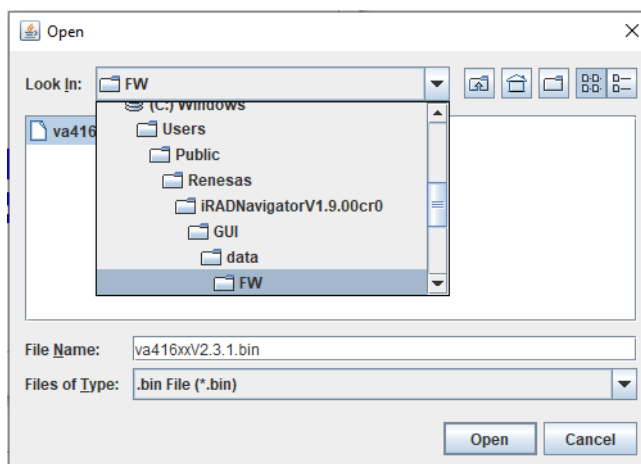 Open
Look In: FW
(C:) Windows
Users
va416
Public
Renesas
iRADNavigatorV1.9.00cr0
GUI
data
FW
File Name: va416xxV2.3.1.bin
Files of Type: .bin File (*.bin)
Open Cancel